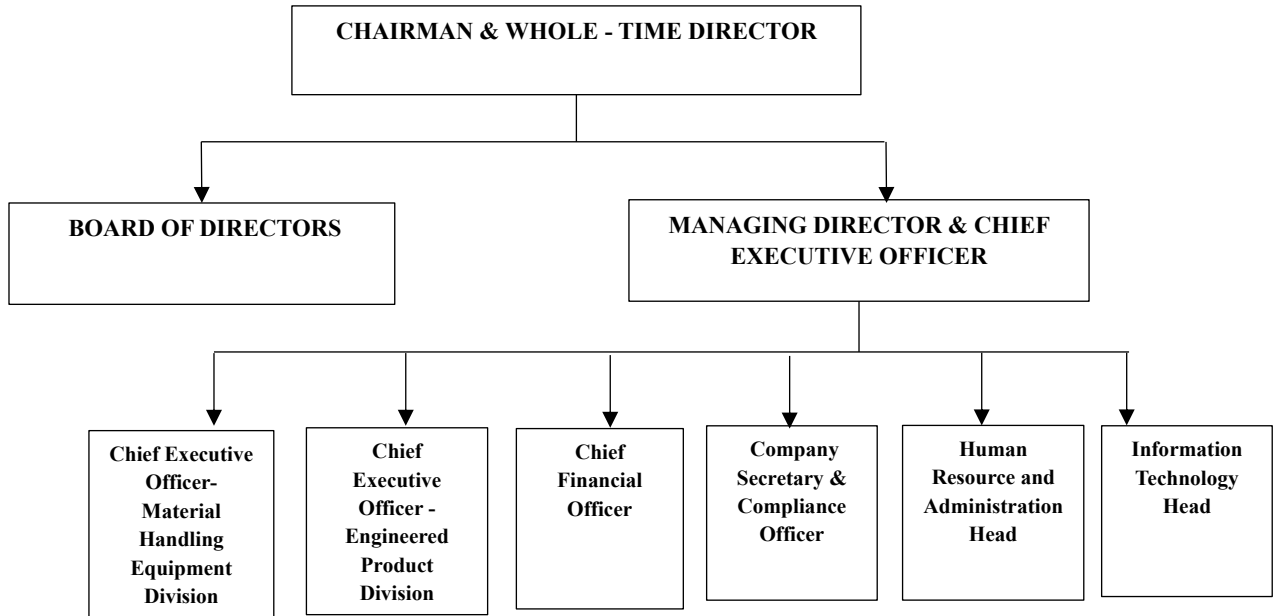 CHAIRMAN & WHOLE - TIME DIRECTOR
BOARD OF DIRECTORS
MANAGING DIRECTOR & CHIEF
EXECUTIVE OFFICER
Chief Executive
Officer-
Material
Handling
Equipment
Division
Chief
Executive
Officer -
Engineered
Product
Division
Chief
Financial
Officer
Company
Secretary &
Compliance
Officer
Human
Resource and
Administration
Head
Information
Technology
Head